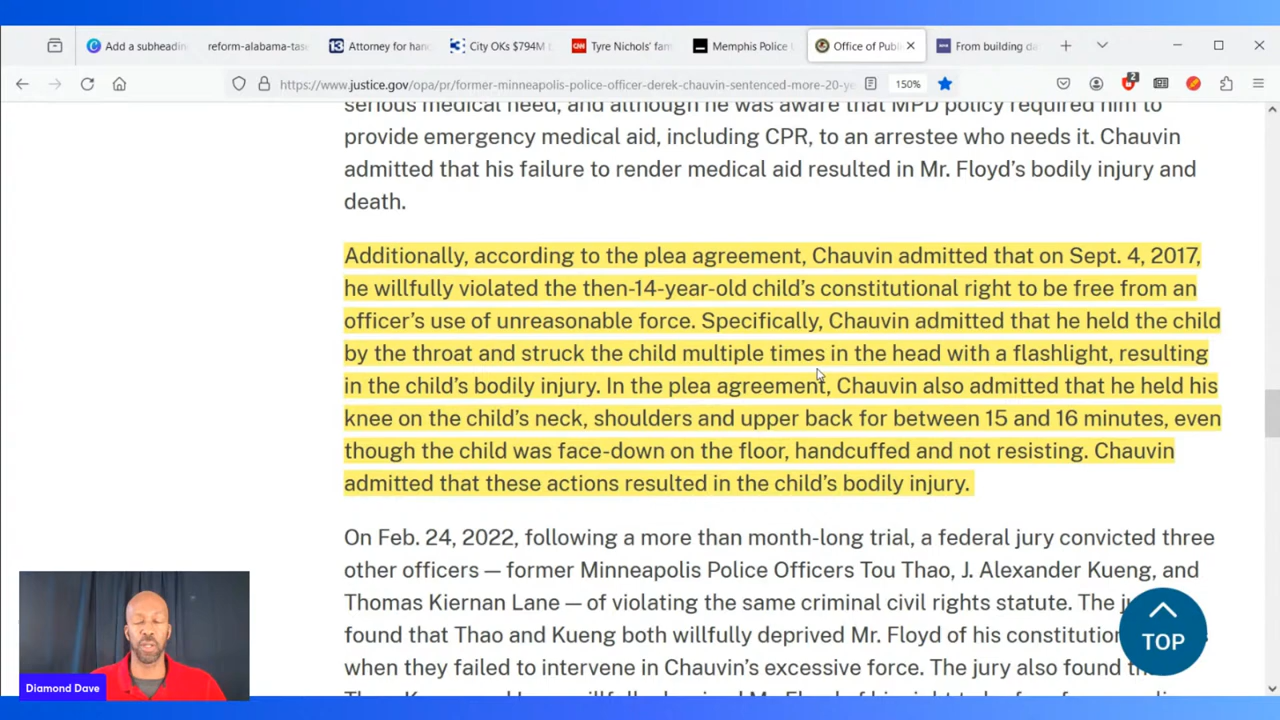 Add a subheadin
reform-alabama-tase
Attorney for han
City OKs $794M
Tyre Nichols' fam
Memphis Police
Office of Publ
From building da
https://www.justice.gov/opa/pr/former-minneapolis-police-officer-derek-chauvin-sentenced-more-20-ye
150%
2
serious medical need, and although he was aware that MPD policy required him to
provide emergency medical aid, including CPR, to an arrestee who needs it. Chauvin
admitted that his failure to render medical aid resulted in Mr. Floyd's bodily injury and
death.
Additionally, according to the plea agreement, Chauvin admitted that on Sept. 4, 2017,
he willfully violated the then-14-year-old child's constitutional right to be free from an
officer's use of unreasonable force. Specifically, Chauvin admitted that he held the child
by the throat and struck the child multiple times in the head with a flashlight, resulting
in the child's bodily injury. In the plea agreement, Chauvin also admitted that he held his
knee on the child's neck, shoulders and upper back for between 15 and 16 minutes, even
though the child was face-down on the floor, handcuffed and not resisting. Chauvin
admitted that these actions resulted in the child's bodily injury.
On Feb. 24, 2022, following a more than month-long trial, a federal jury convicted three
other officers — former Minneapolis Police Officers Tou Thao, J. Alexander Kueng, and
Thomas Kiernan Lane — of violating the same criminal civil rights statute. The
found that Thao and Kueng both willfully deprived Mr. Floyd of his constitution
when they failed to intervene in Chauvin's excessive force. The jury also found
TOP
Diamond Dave